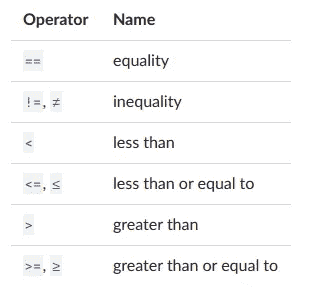 Operator Name
== equality
!=, ≠ inequality
< less than
<=, ≤ less than or equal to
> greater than
>=, ≥ greater than or equal to